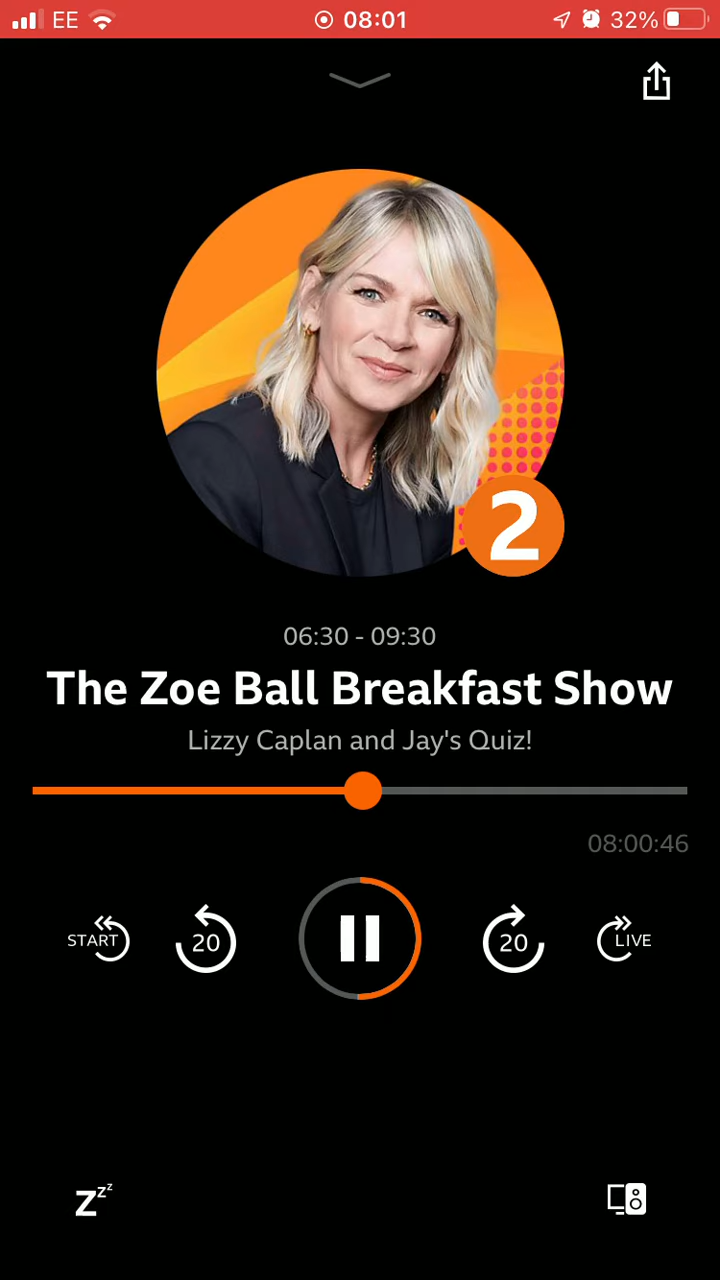 EE 08:01 32%
2
06:30 - 09:30
The Zoe Ball Breakfast Show
Lizzy Caplan and Jay's Quiz!
08:00:46
START 20 20 LIVE
Zzz